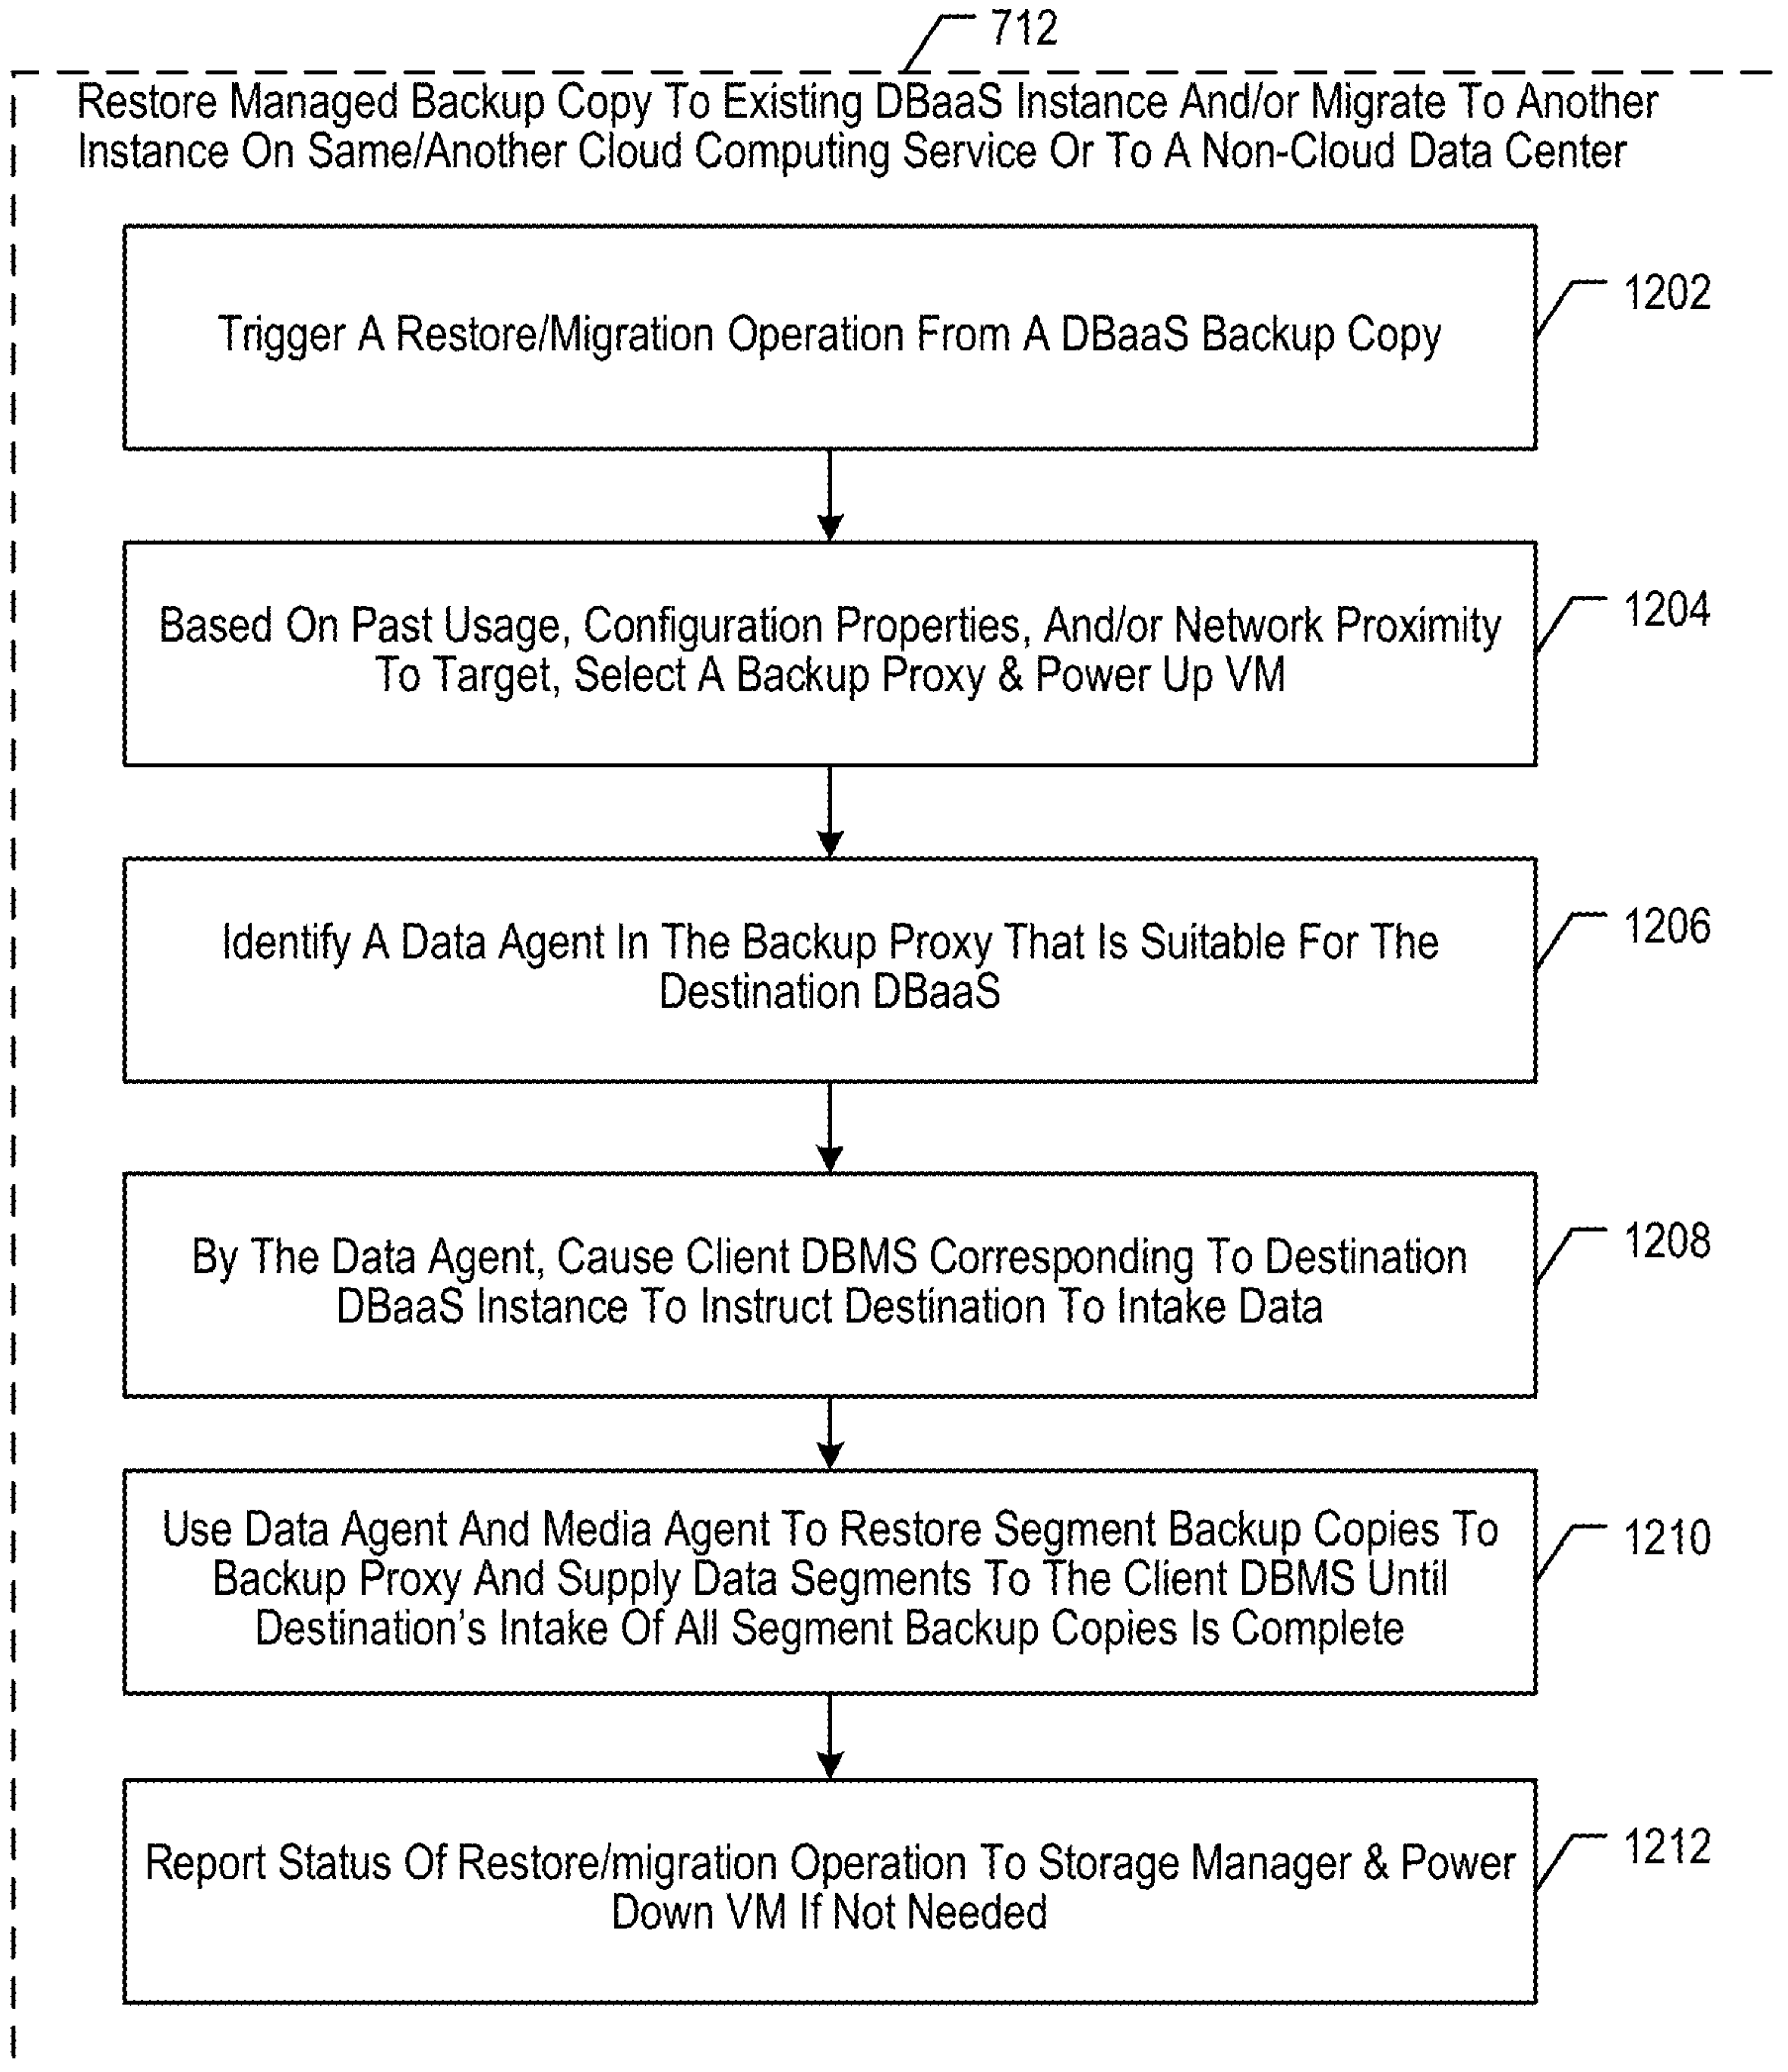 712
Restore Managed Backup Copy To Existing DBaaS Instance And/or Migrate To Another
Instance On Same/Another Cloud Computing Service Or To A Non-Cloud Data Center
Trigger A Restore/Migration Operation From A DBaaS Backup Copy
1202
Based On Past Usage, Configuration Properties, And/or Network Proximity
To Target, Select A Backup Proxy & Power Up VM
1204
Identify A Data Agent In The Backup Proxy That Is Suitable For The
Destination DBaaS
1206
By The Data Agent, Cause Client DBMS Corresponding To Destination
DBaaS Instance To Instruct Destination To Intake Data
1208
Use Data Agent And Media Agent To Restore Segment Backup Copies To
Backup Proxy And Supply Data Segments To The Client DBMS Until
Destination's Intake Of All Segment Backup Copies Is Complete
1210
Report Status Of Restore/migration Operation To Storage Manager & Power
Down VM If Not Needed
1212